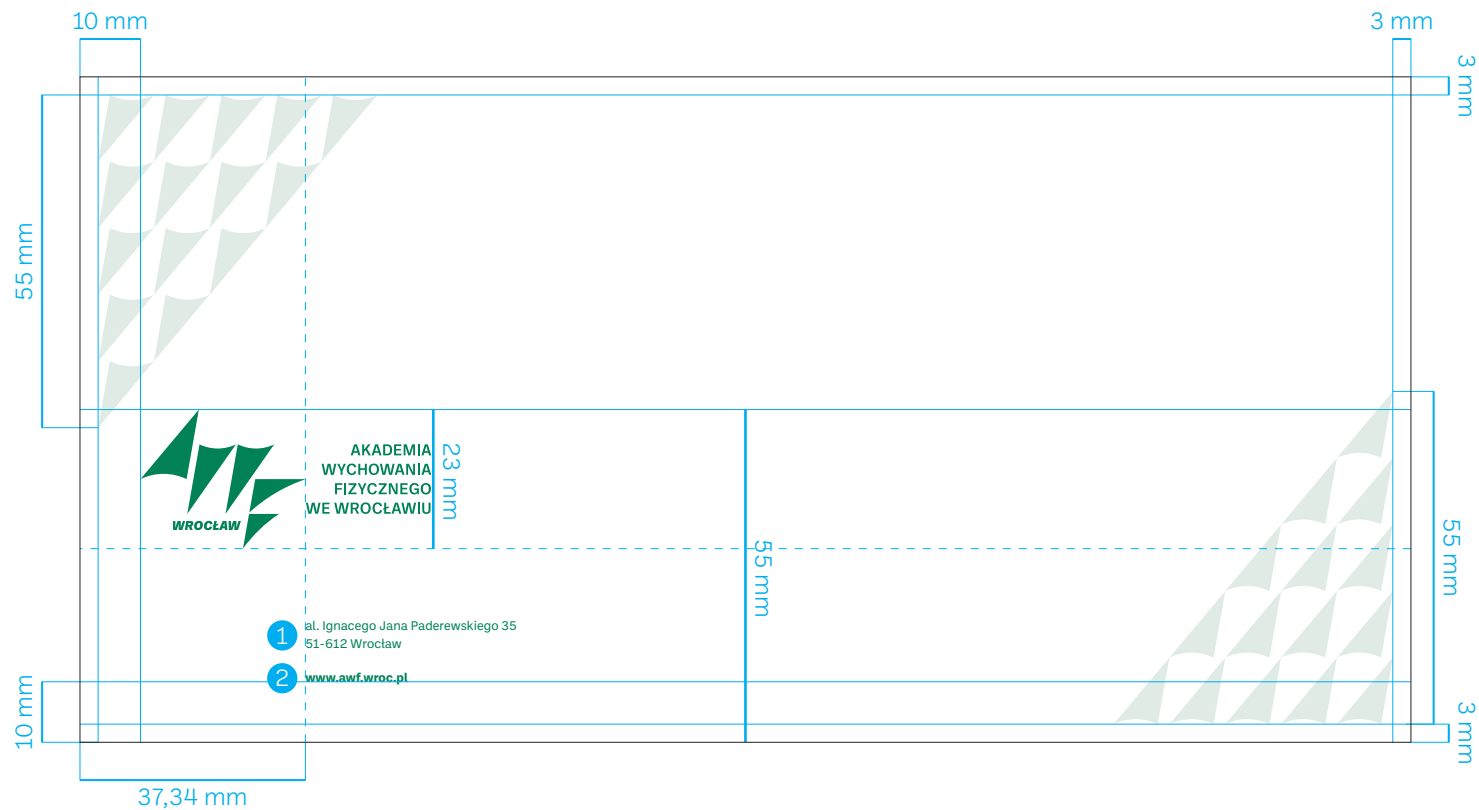 10 mm
3 mm
3 mm
55 mm
AKADEMIA
WYCHOWANIA
FIZYCZNEGO
WE WROCŁAWIU
WROCŁAW
23 mm
55 mm
55 mm
1 al. Ignacego Jana Paderewskiego 35
51-612 Wrocław
2 www.awf.wroc.pl
10 mm
3 mm
37,34 mm